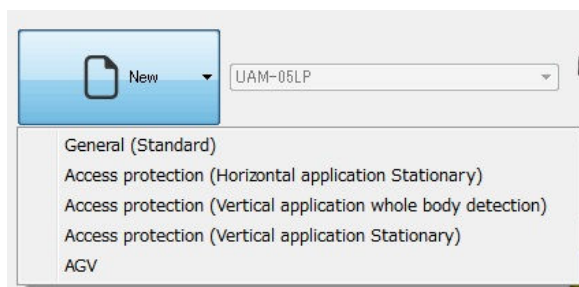 New
UAM-05LP
General (Standard)
Access protection (Horizontal application Stationary)
Access protection (Vertical application whole body detection)
Access protection (Vertical application Stationary)
AGV